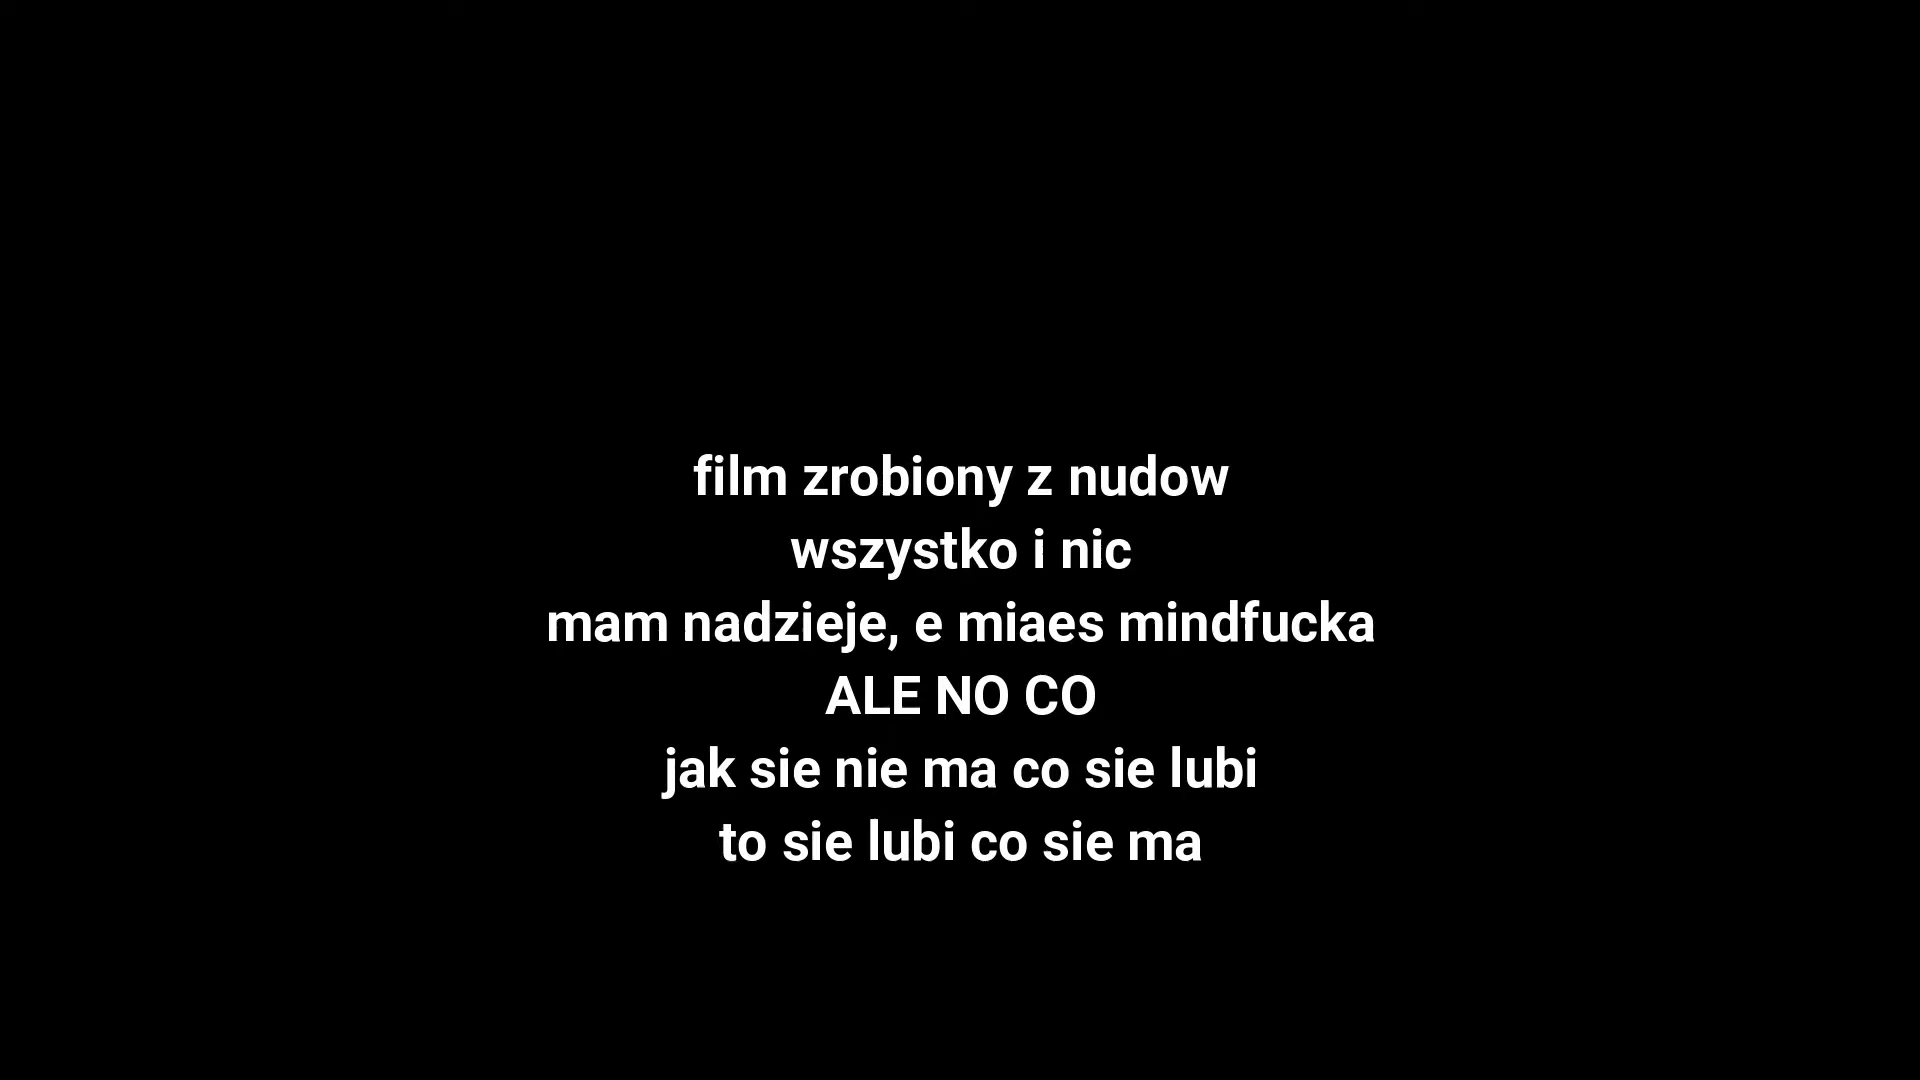 film zrobiony z nudow
wszystko i nic
mam nadzieje, e miaes mindfucka
ALE NO CO
jak sie nie ma co sie lubi
to sie lubi co sie ma